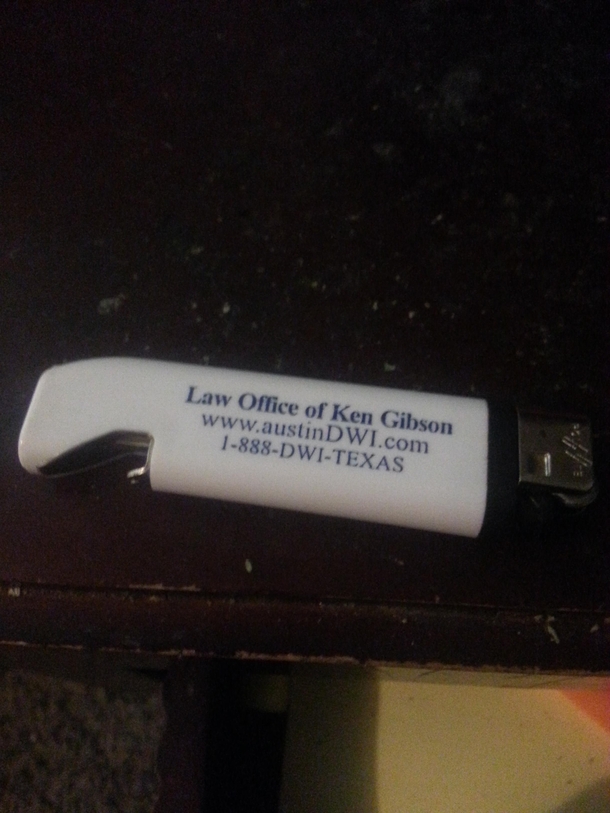 Law Office of Ken Gibson
www.austinDWI.com
1-888-DWI-TEXAS